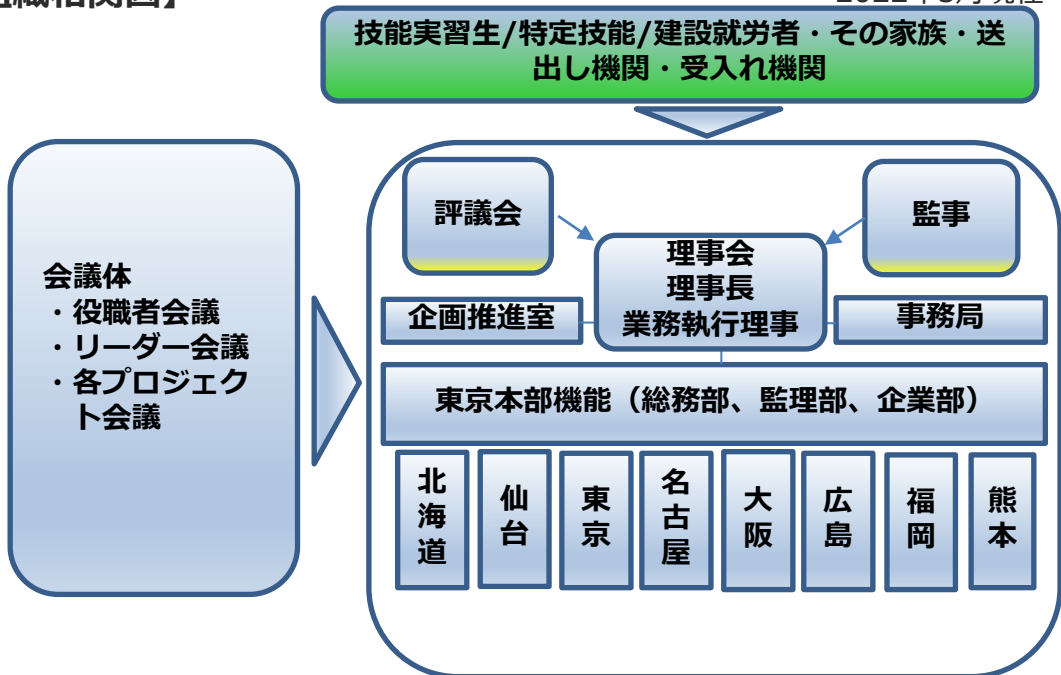 組織相関図】
技能実習生/特定技能/建設就労者・その家族・送
出し機関・受入れ機関
会議体
・役職者会議
・リーダー会議
・各プロジェク
ト会議
評議会
監事
理事会
理事長
業務執行理事
企画推進室
事務局
東京本部機能（総務部、監理部、企業部）
北海道
仙台
東京
名古屋
大阪
広島
福岡
熊本